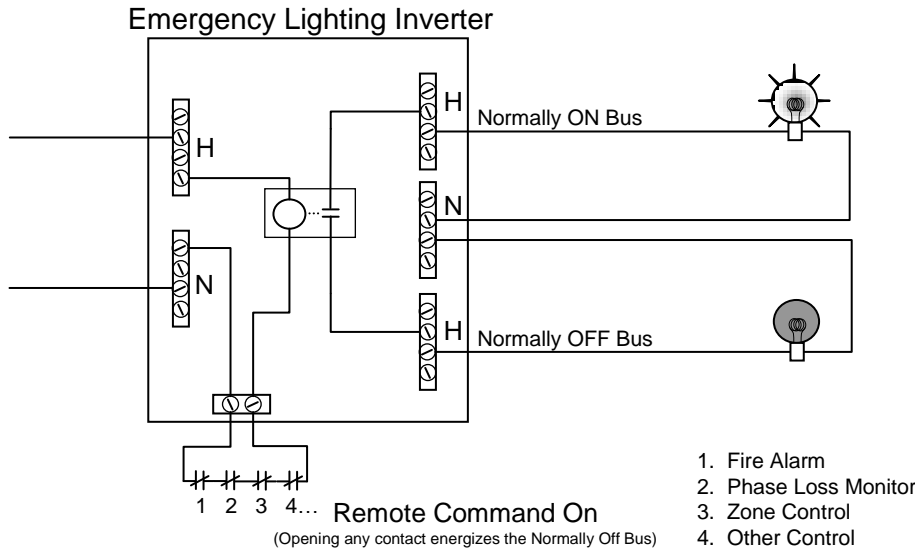 Emergency Lighting Inverter
H
H
Normally ON Bus
N
N
H
Normally OFF Bus
1 2 3 4...
Remote Command On
(Opening any contact energizes the Normally Off Bus)
1. Fire Alarm
2. Phase Loss Monitor
3. Zone Control
4. Other Control